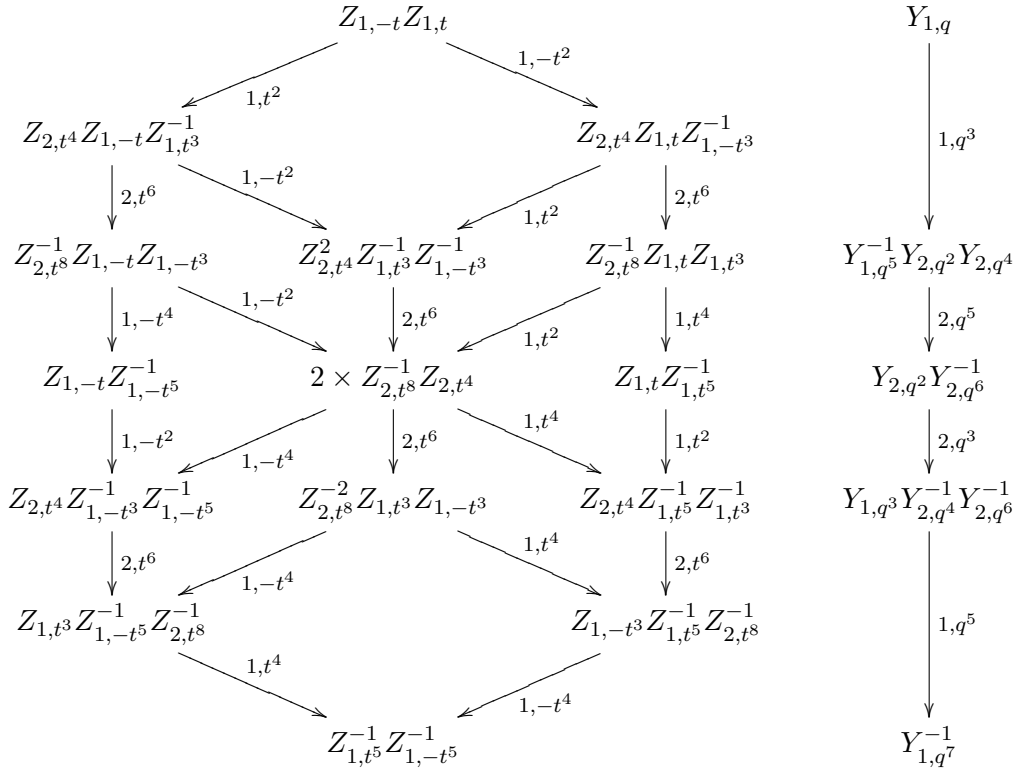 $Z_{1,-t}Z_{1,t}$ $Y_{1,q}$
$1,t^2$ $1,-t^2$
$Z_{2,t^4}Z_{1,-t}Z_{1,t^3}^{-1}$ $Z_{2,t^4}Z_{1,t}Z_{1,-t^3}^{-1}$ $1,q^3$
$2,t^6$ $1,-t^2$ $1,t^2$ $2,t^6$
$Z_{2,t^8}^{-1}Z_{1,-t}Z_{1,-t^3}$ $Z_{2,t^4}^{2}Z_{1,t^3}^{-1}Z_{1,-t^3}^{-1}$ $Z_{2,t^8}^{-1}Z_{1,t}Z_{1,t^3}$ $Y_{1,q^5}^{-1}Y_{2,q^2}Y_{2,q^4}$
$1,-t^4$ $1,-t^2$ $2,t^6$ $1,t^2$ $1,t^4$ $2,q^5$
$Z_{1,-t}Z_{1,-t^5}^{-1}$ $2 \times Z_{2,t^8}^{-1}Z_{2,t^4}$ $Z_{1,t}Z_{1,t^5}^{-1}$ $Y_{2,q^2}Y_{2,q^6}^{-1}$
$1,-t^2$ $1,-t^4$ $2,t^6$ $1,t^4$ $1,t^2$ $2,q^3$
$Z_{2,t^4}Z_{1,-t^3}^{-1}Z_{1,-t^5}^{-1}$ $Z_{2,t^8}^{-2}Z_{1,t^3}Z_{1,-t^3}$ $Z_{2,t^4}Z_{1,t^5}^{-1}Z_{1,t^3}^{-1}$ $Y_{1,q^3}Y_{2,q^4}^{-1}Y_{2,q^6}^{-1}$
$2,t^6$ $1,-t^4$ $1,t^4$ $2,t^6$
$Z_{1,t^3}Z_{1,-t^5}^{-1}Z_{2,t^8}^{-1}$ $Z_{1,-t^3}Z_{1,t^5}^{-1}Z_{2,t^8}^{-1}$ $1,q^5$
$1,t^4$ $1,-t^4$
$Z_{1,t^5}^{-1}Z_{1,-t^5}^{-1}$ $Y_{1,q^7}^{-1}$